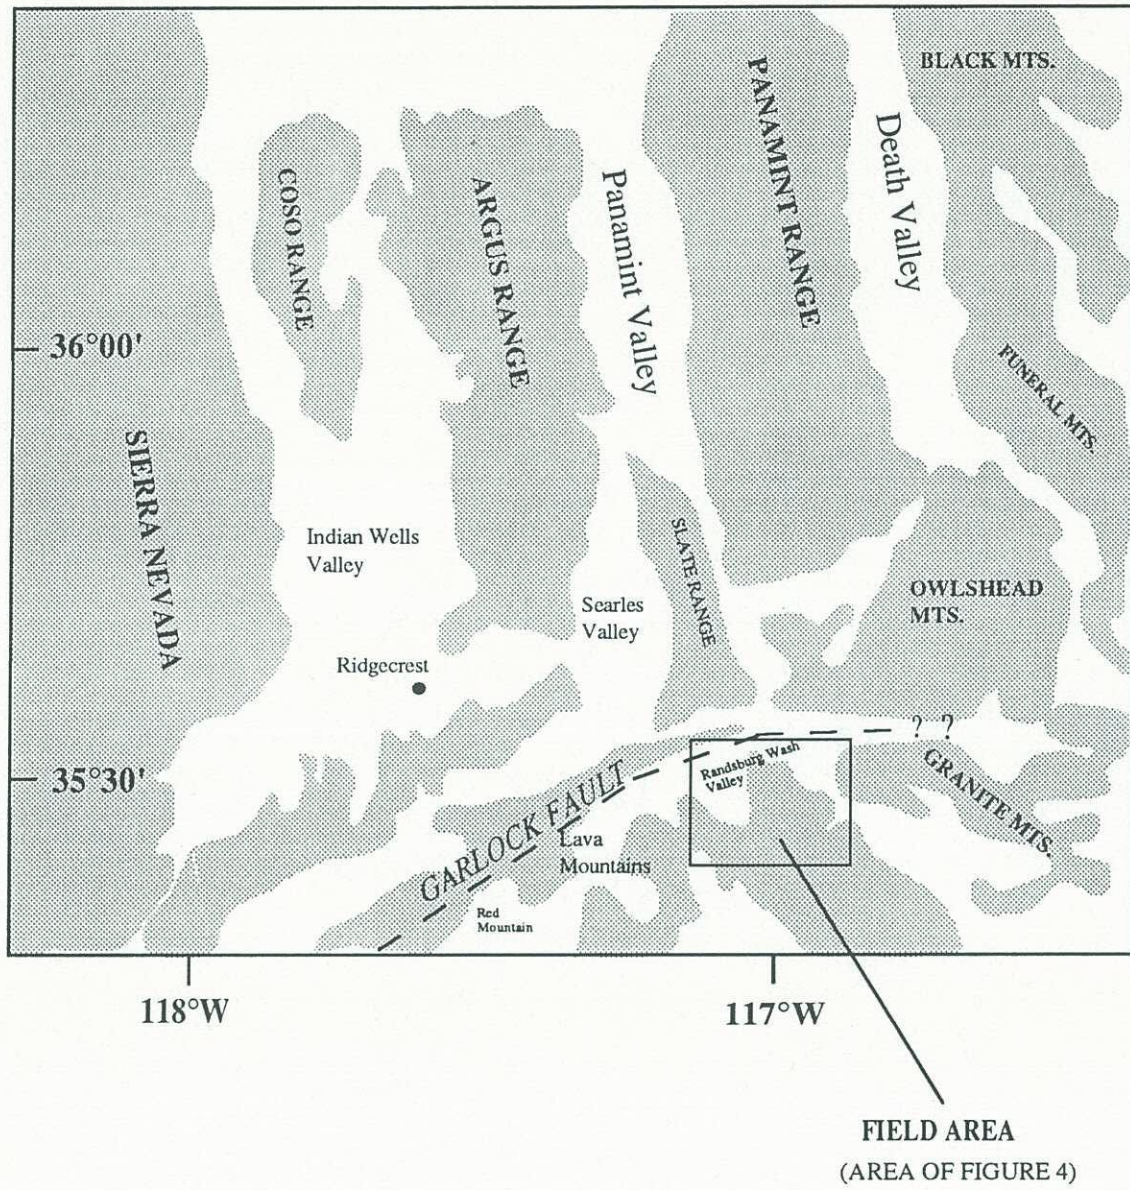 BLACK MTS.
PANAMINT RANGE
Death Valley
COSO RANGE
ARGUS RANGE
Panamint Valley
36°00'
FUNERAL MTS.
SIERRA NEVADA
Indian Wells
Valley
SLATE RANGE
OWLSHEAD
MTS.
Searles
Valley
Ridgecrest
? ?
35°30'
Randsburg Wash
Valley
GRANITE MTS.
GARLOCK FAULT
Lava
Mountains
Red
Mountain
118°W
117°W
FIELD AREA
(AREA OF FIGURE 4)